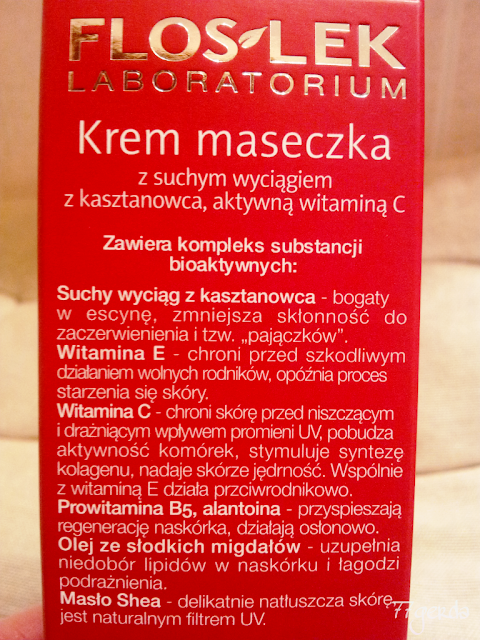 FLOS LEK
LABORATORIUM
Krem maseczka
z suchym wyciągiem
z kasztanowca, aktywną witaminą C
Zawiera kompleks substancji
bioaktywnych:
Suchy wyciąg z kasztanowca - bogaty
w escynę, zmniejsza skłonność do
zaczerwienienia i tzw. „pajączków”.
Witamina E - chroni przed szkodliwym
działaniem wolnych rodników, opóźnia proces
starzenia się skóry.
Witamina C - chroni skórę przed niszczącym
i drażniącym wpływem promieni UV, pobudza
aktywność komórek, stymuluje syntezę
kolagenu, nadaje skórze jędrność. Wspólnie
z witaminą E działa przciwrodnikowo.
Prowitamina B5, alantoina - przyspieszają
regenerację naskórka, działają osłonowo.
Olej ze słodkich migdałów - uzupełnia
niedobór lipidów w naskórku i łagodzi
podrażnienia.
Masło Shea - delikatnie natłuszcza skórę,
jest naturalnym filtrem UV.